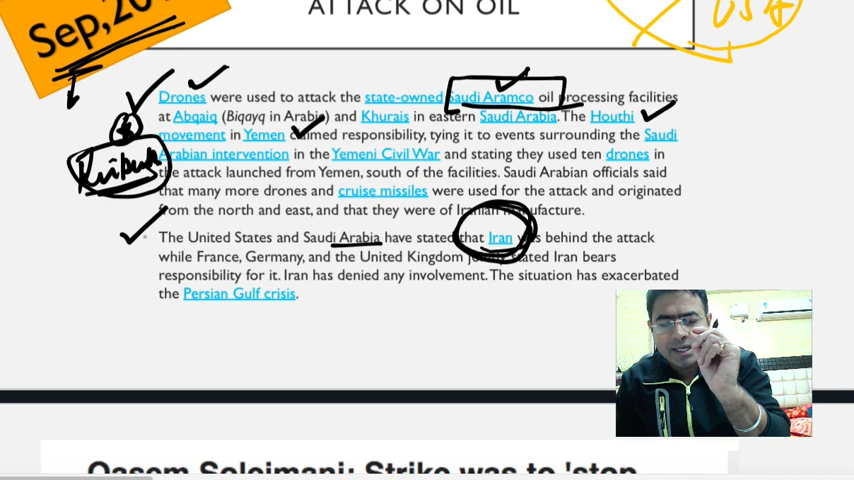 ATTACK ON OIL
USA
Sep, 20
Drones were used to attack the state-owned Saudi Aramco oil processing facilities
at Abqaiq (Biqayq in Arabic) and Khurais in eastern Saudi Arabia. The Houthi
movement in Yemen claimed responsibility, tying it to events surrounding the Saudi
Arabian intervention in the Yemeni Civil War and stating they used ten drones in
the attack launched from Yemen, south of the facilities. Saudi Arabian officials said
that many more drones and cruise missiles were used for the attack and originated
from the north and east, and that they were of Iranian manufacture.
The United States and Saudi Arabia have stated that Iran was behind the attack
while France, Germany, and the United Kingdom jointly stated Iran bears
responsibility for it. Iran has denied any involvement. The situation has exacerbated
the Persian Gulf crisis.
Qasem Soleimani: Strike was to 'stop